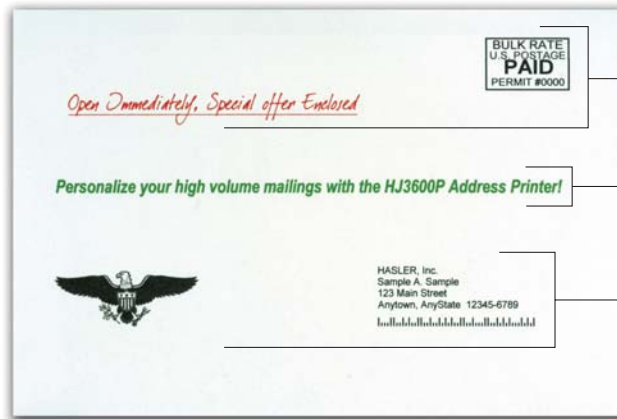 BULK RATE
U.S. POSTAGE
PAID
PERMIT #0000
Open Immediately, Special offer Enclosed
Personalize your high volume mailings with the HJ3600P Address Printer!
HASLER, Inc.
Sample A. Sample
123 Main Street
Anytown, AnyState 12345-6789